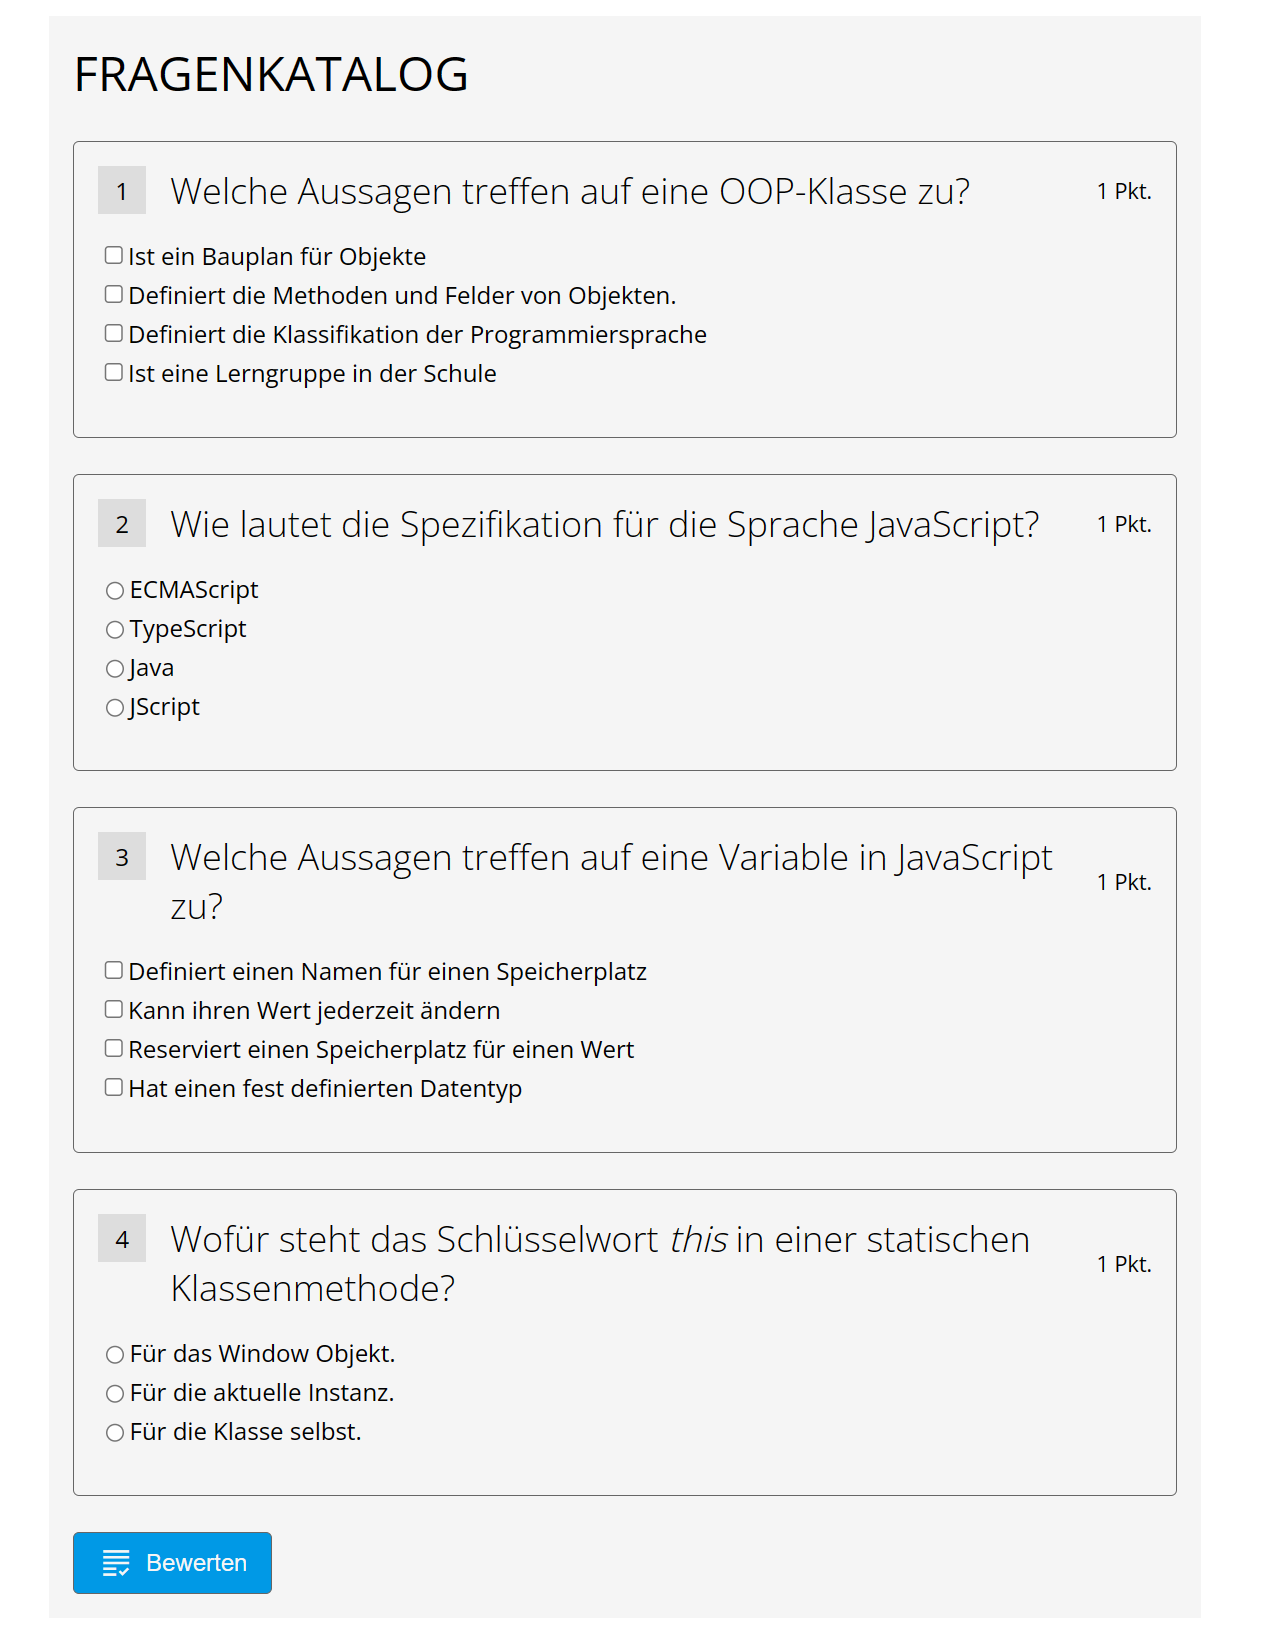 FRAGENKATALOG
1 Welche Aussagen treffen auf eine OOP-Klasse zu? 1 Pkt.
Ist ein Bauplan für Objekte
Definiert die Methoden und Felder von Objekten.
Definiert die Klassifikation der Programmiersprache
Ist eine Lerngruppe in der Schule
2 Wie lautet die Spezifikation für die Sprache JavaScript? 1 Pkt.
ECMAScript
TypeScript
Java
JScript
3 Welche Aussagen treffen auf eine Variable in JavaScript
zu?
1 Pkt.
Definiert einen Namen für einen Speicherplatz
Kann ihren Wert jederzeit ändern
Reserviert einen Speicherplatz für einen Wert
Hat einen fest definierten Datentyp
4 Wofür steht das Schlüsselwort this in einer statischen
Klassenmethode?
1 Pkt.
Für das Window Objekt.
Für die aktuelle Instanz.
Für die Klasse selbst.
Bewerten